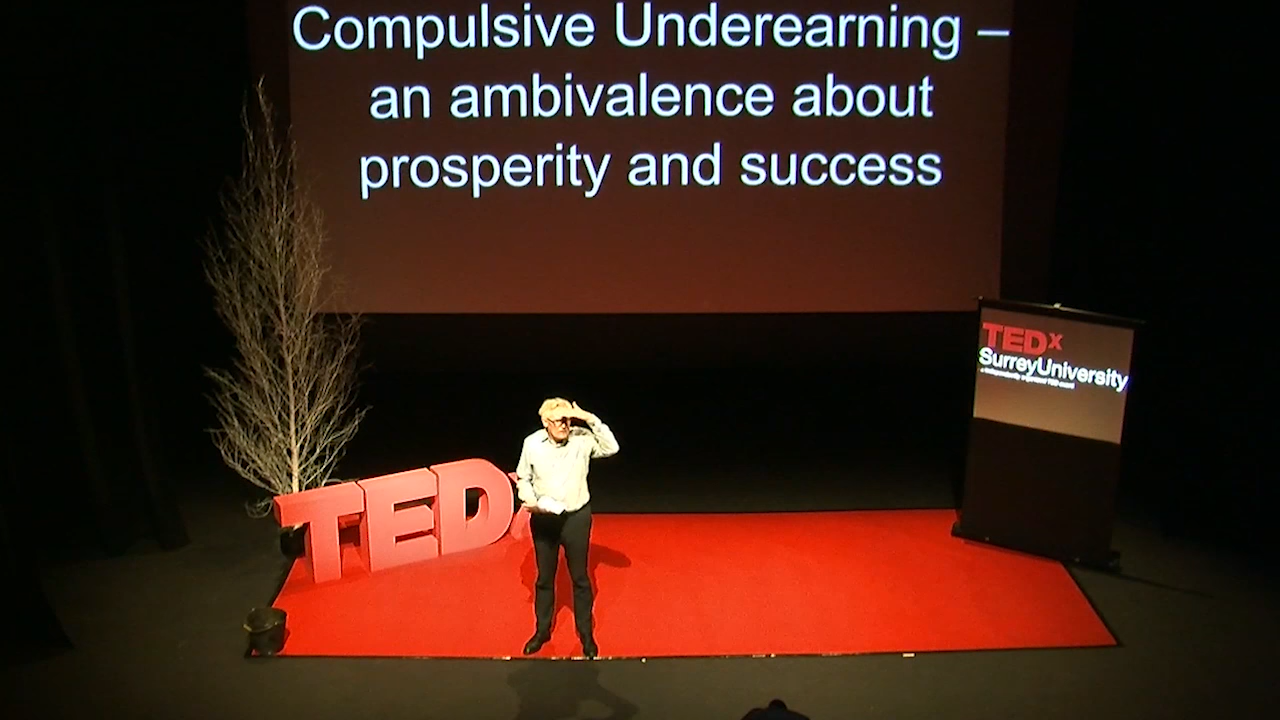 Compulsive Underearning –
an ambivalence about
prosperity and success
TEDx
SurreyUniversity
TED